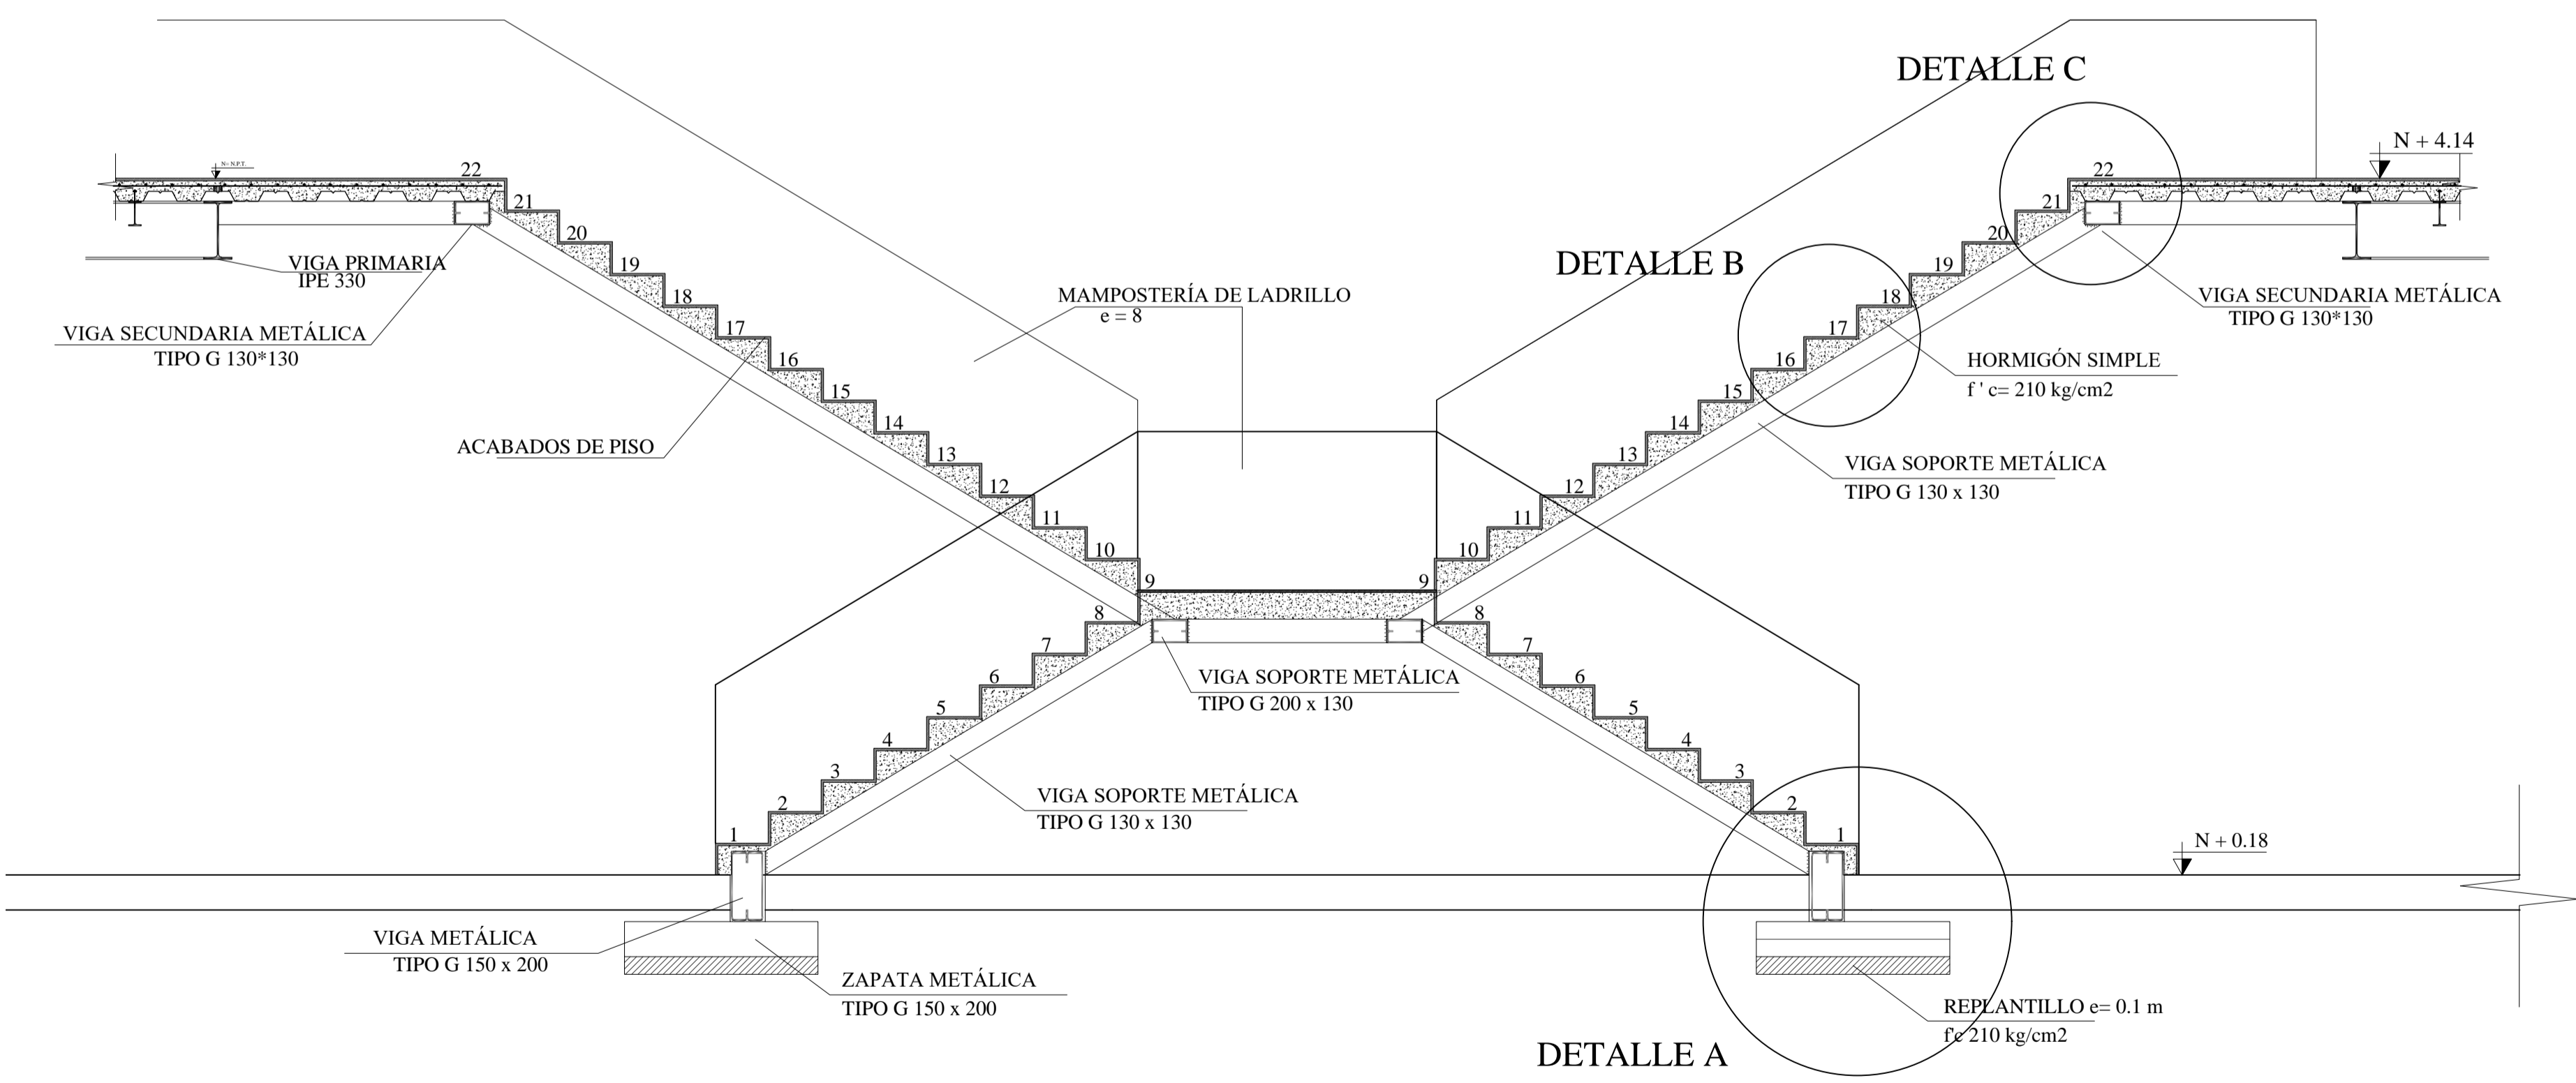 DETALLE C
N + 4.14
N= N.P.T.
22
21
20
19
18
17
16
15
14
13
12
11
10
9
8
7
6
5
4
3
2
1
VIGA PRIMARIA
IPE 330
VIGA SECUNDARIA METÁLICA
TIPO G 130*130
ACABADOS DE PISO
MAMPOSTERÍA DE LADRILLO
e = 8
DETALLE B
22
21
20
19
18
17
16
15
14
13
12
11
10
9
8
7
6
5
4
3
2
1
VIGA SECUNDARIA METÁLICA
TIPO G 130*130
HORMIGÓN SIMPLE
f ' c= 210 kg/cm2
VIGA SOPORTE METÁLICA
TIPO G 130 x 130
VIGA SOPORTE METÁLICA
TIPO G 200 x 130
VIGA SOPORTE METÁLICA
TIPO G 130 x 130
N + 0.18
VIGA METÁLICA
TIPO G 150 x 200
ZAPATA METÁLICA
TIPO G 150 x 200
REPLANTILLO e= 0.1 m
f'c 210 kg/cm2
DETALLE A